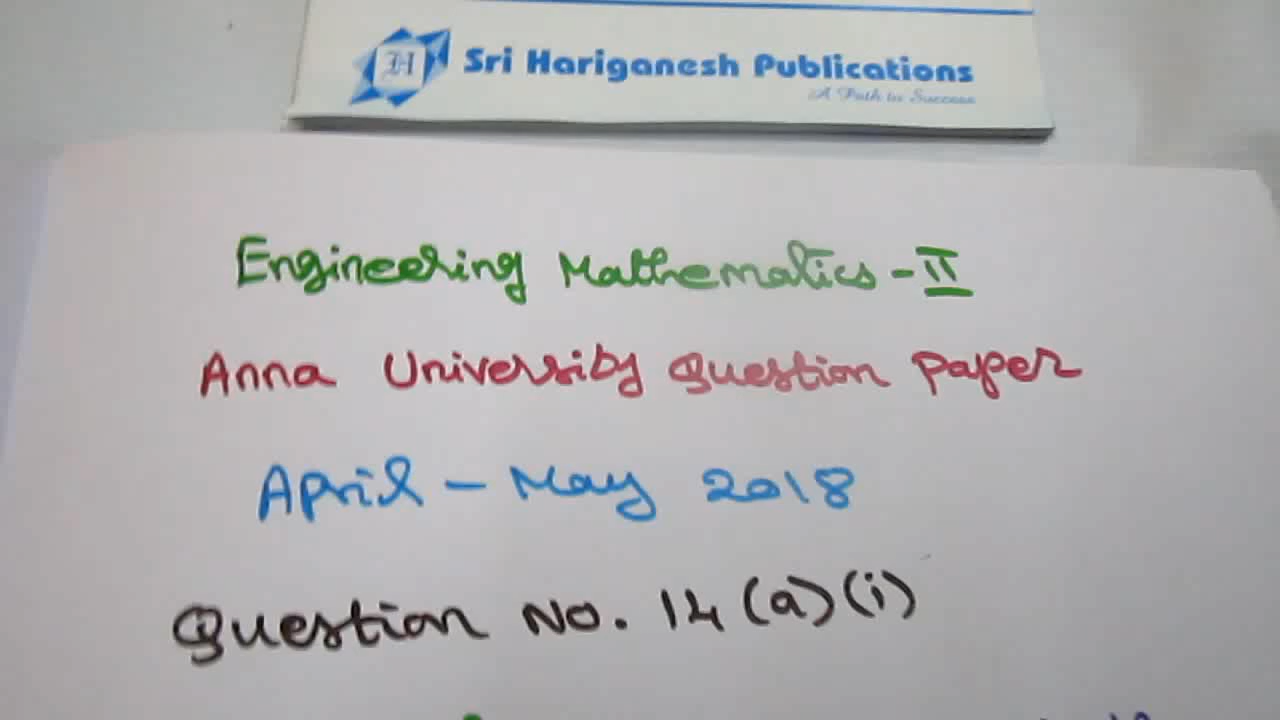 H
Sri Hariganesh Publications
A Path to Success
Engineering Mathematics - II
Anna University Question Paper
April - May 2018
Question No. 14 (a) (i)